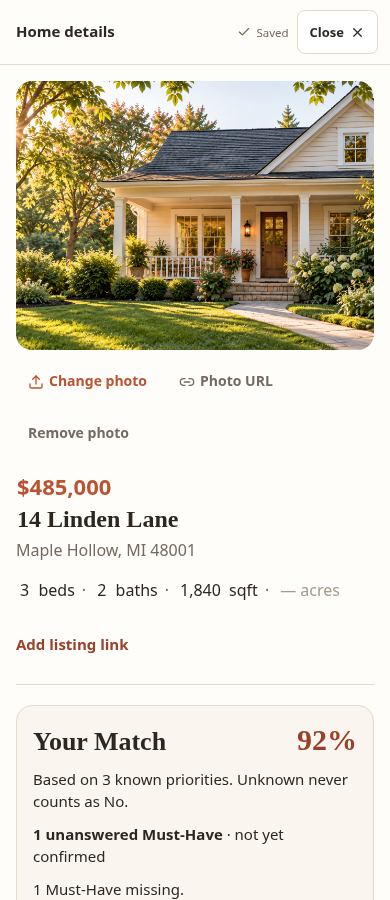 Home details
Saved
Close
Change photo
Photo URL
Remove photo
$485,000
14 Linden Lane
Maple Hollow, MI 48001
3 beds · 2 baths · 1,840 sqft · — acres
Add listing link
Your Match 92%
Based on 3 known priorities. Unknown never
counts as No.
1 unanswered Must-Have · not yet
confirmed
1 Must-Have missing.